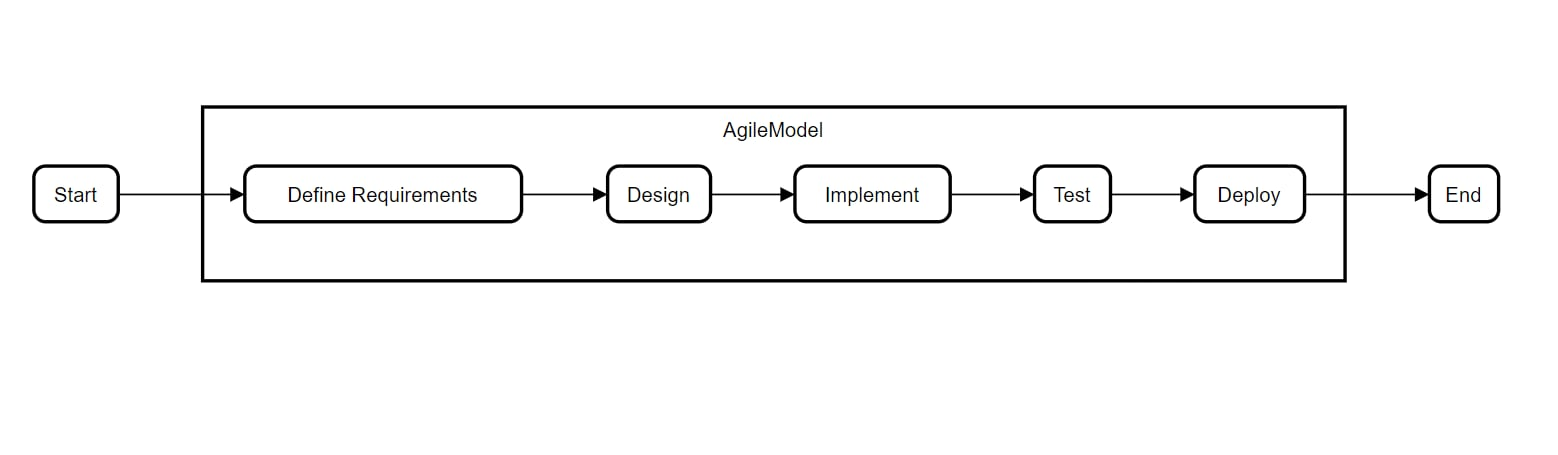 AgileModel
Start
Define Requirements
Design
Implement
Test
Deploy
End